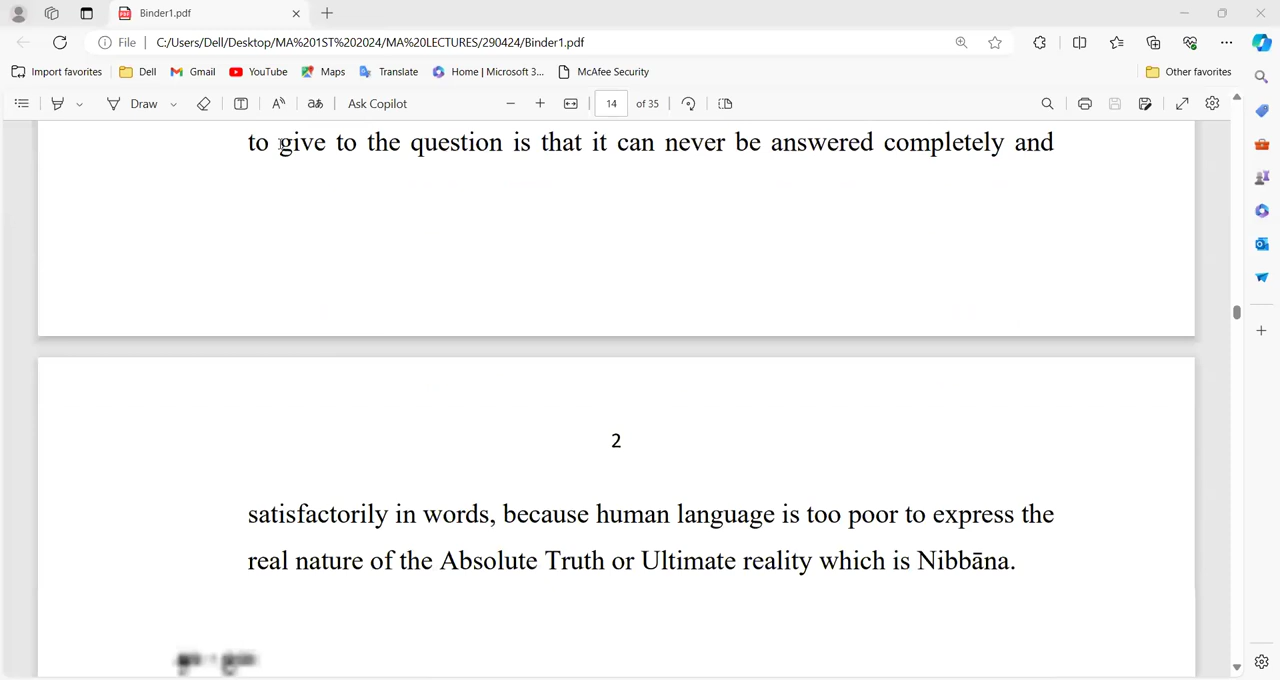 Binder1.pdf
File
C:/Users/Dell/Desktop/MA%201ST%202024/MA%20LECTURES/290424/Binder1.pdf
Import favorites
Dell
Gmail
YouTube
Maps
Translate
Home | Microsoft 3...
McAfee Security
Other favorites
Draw
Ask Copilot
14
of 35
to give to the question is that it can never be answered completely and
2
satisfactorily in words, because human language is too poor to express the
real nature of the Absolute Truth or Ultimate reality which is Nibbāna.